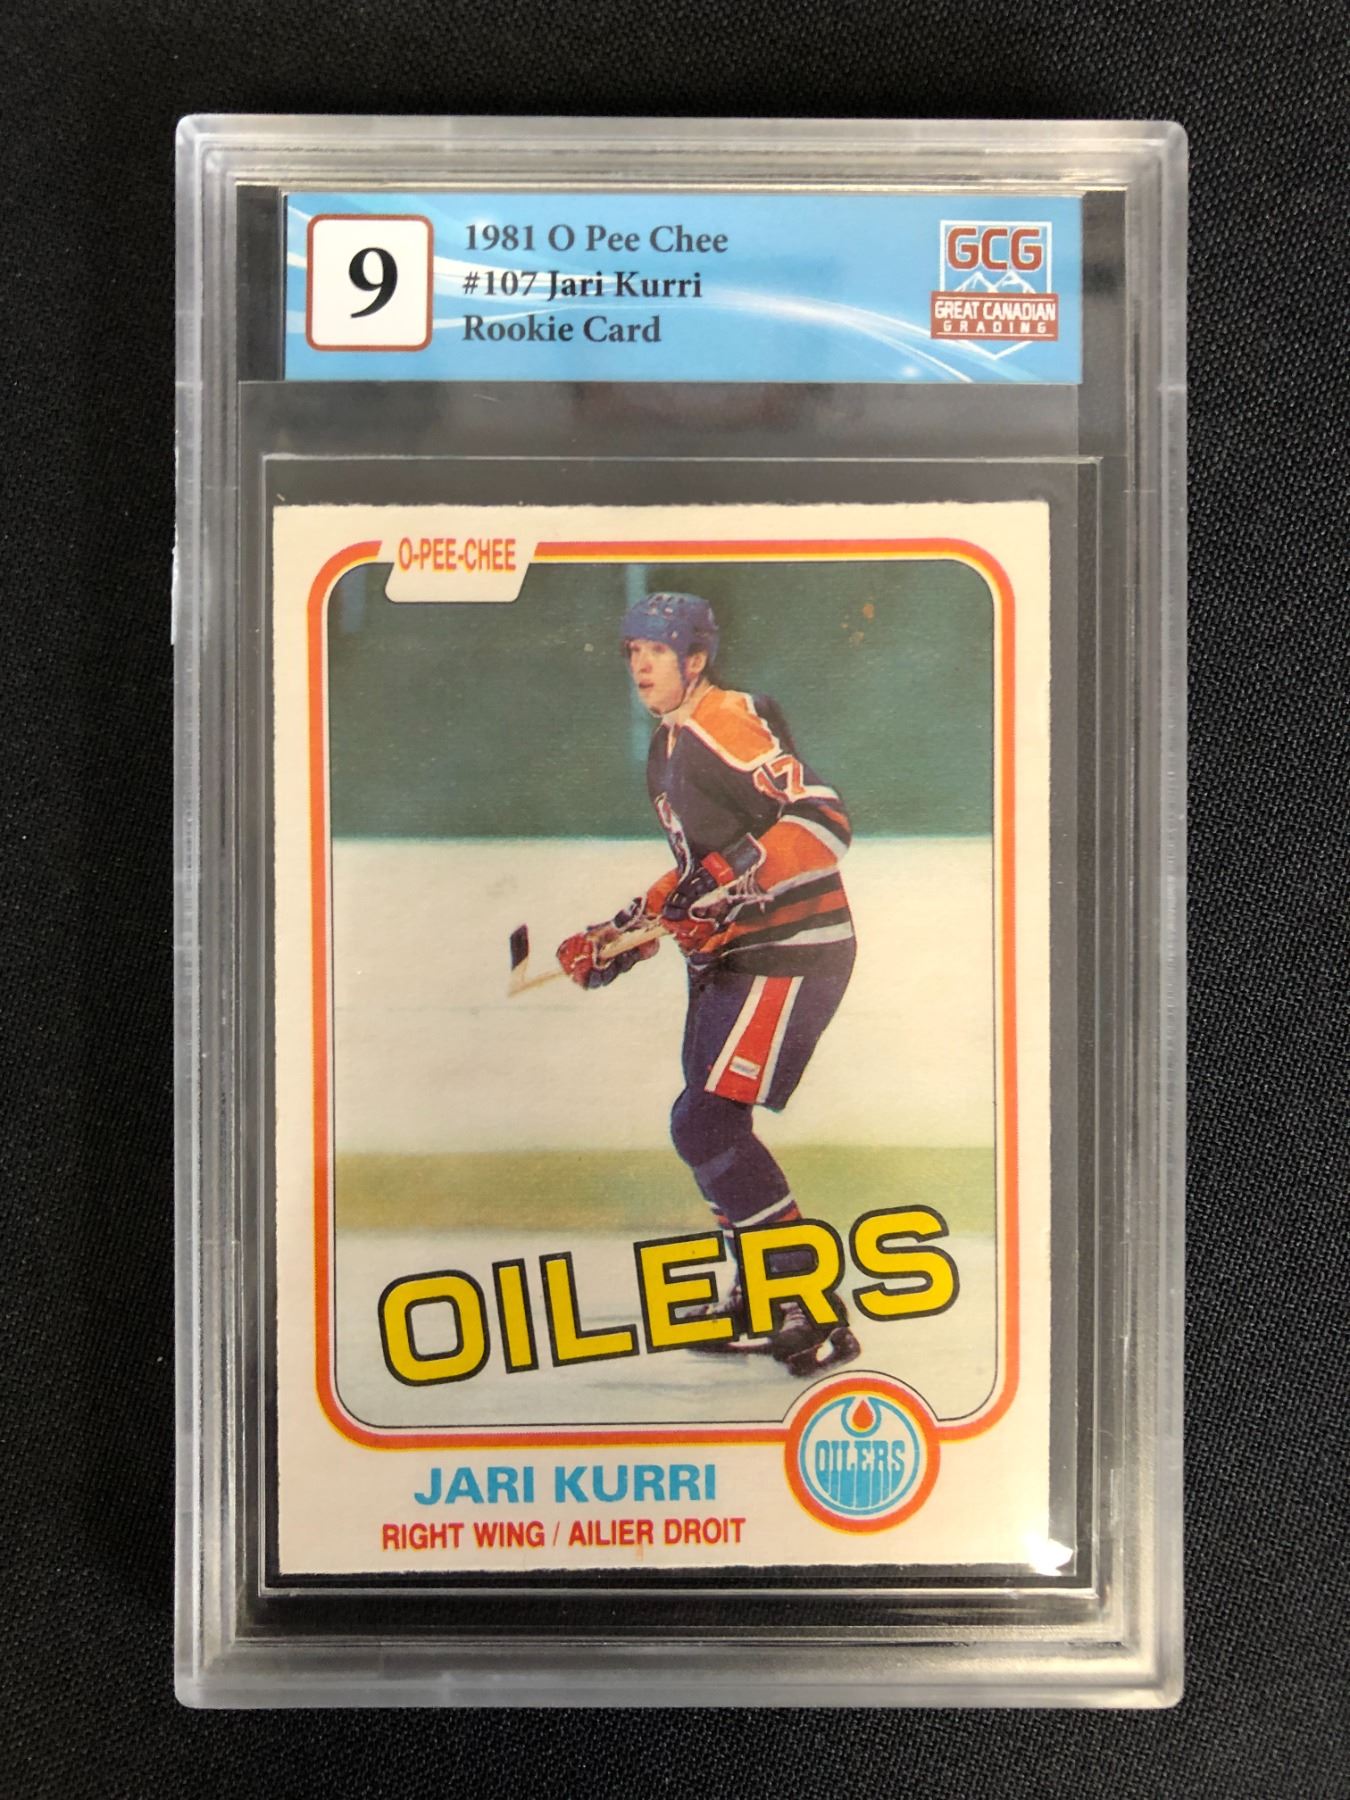 9
1981 O Pee Chee
#107 Jari Kurri
Rookie Card
GCG
GREAT CANADIAN
GRADING
O-PEE-CHEE
17
OILERS
OILERS
JARI KURRI
RIGHT WING / AILIER DROIT